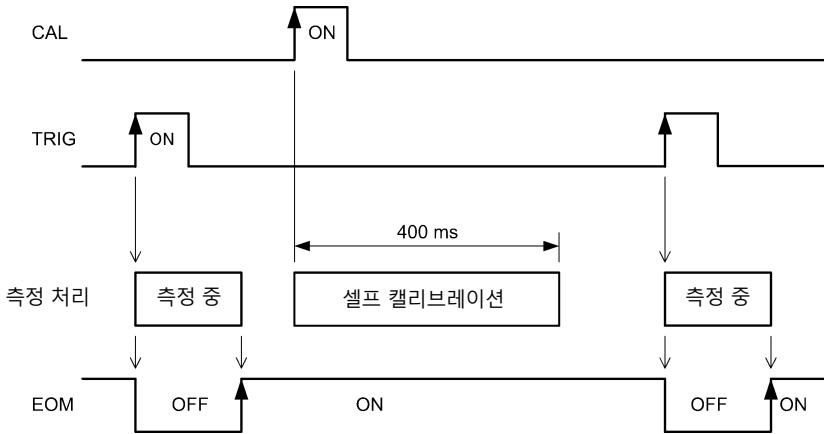 CAL
ON
TRIG
ON
400 ms
측정 처리
측정 중
셀프 캘리브레이션
측정 중
EOM
OFF
ON
OFF
ON